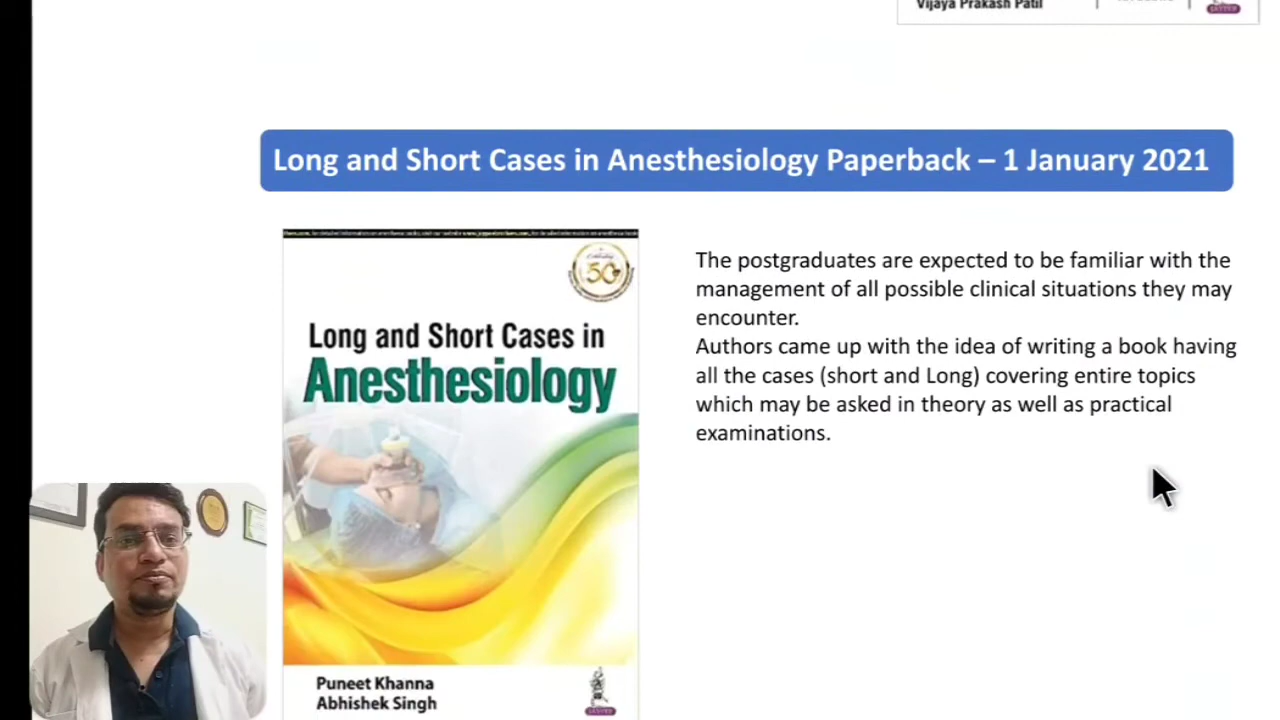 Vijaya Prakash Patil
Long and Short Cases in Anesthesiology Paperback – 1 January 2021
50
Long and Short Cases in
Anesthesiology
Puneet Khanna
Abhishek Singh
JAYPEE
The postgraduates are expected to be familiar with the
management of all possible clinical situations they may
encounter.
Authors came up with the idea of writing a book having
all the cases (short and Long) covering entire topics
which may be asked in theory as well as practical
examinations.